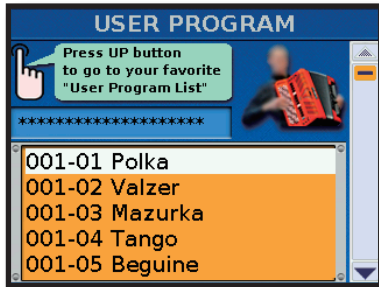 USER PROGRAM
Press UP button
to go to your favorite
"User Program List"
********************
001-01 Polka
001-02 Valzer
001-03 Mazurka
001-04 Tango
001-05 Beguine